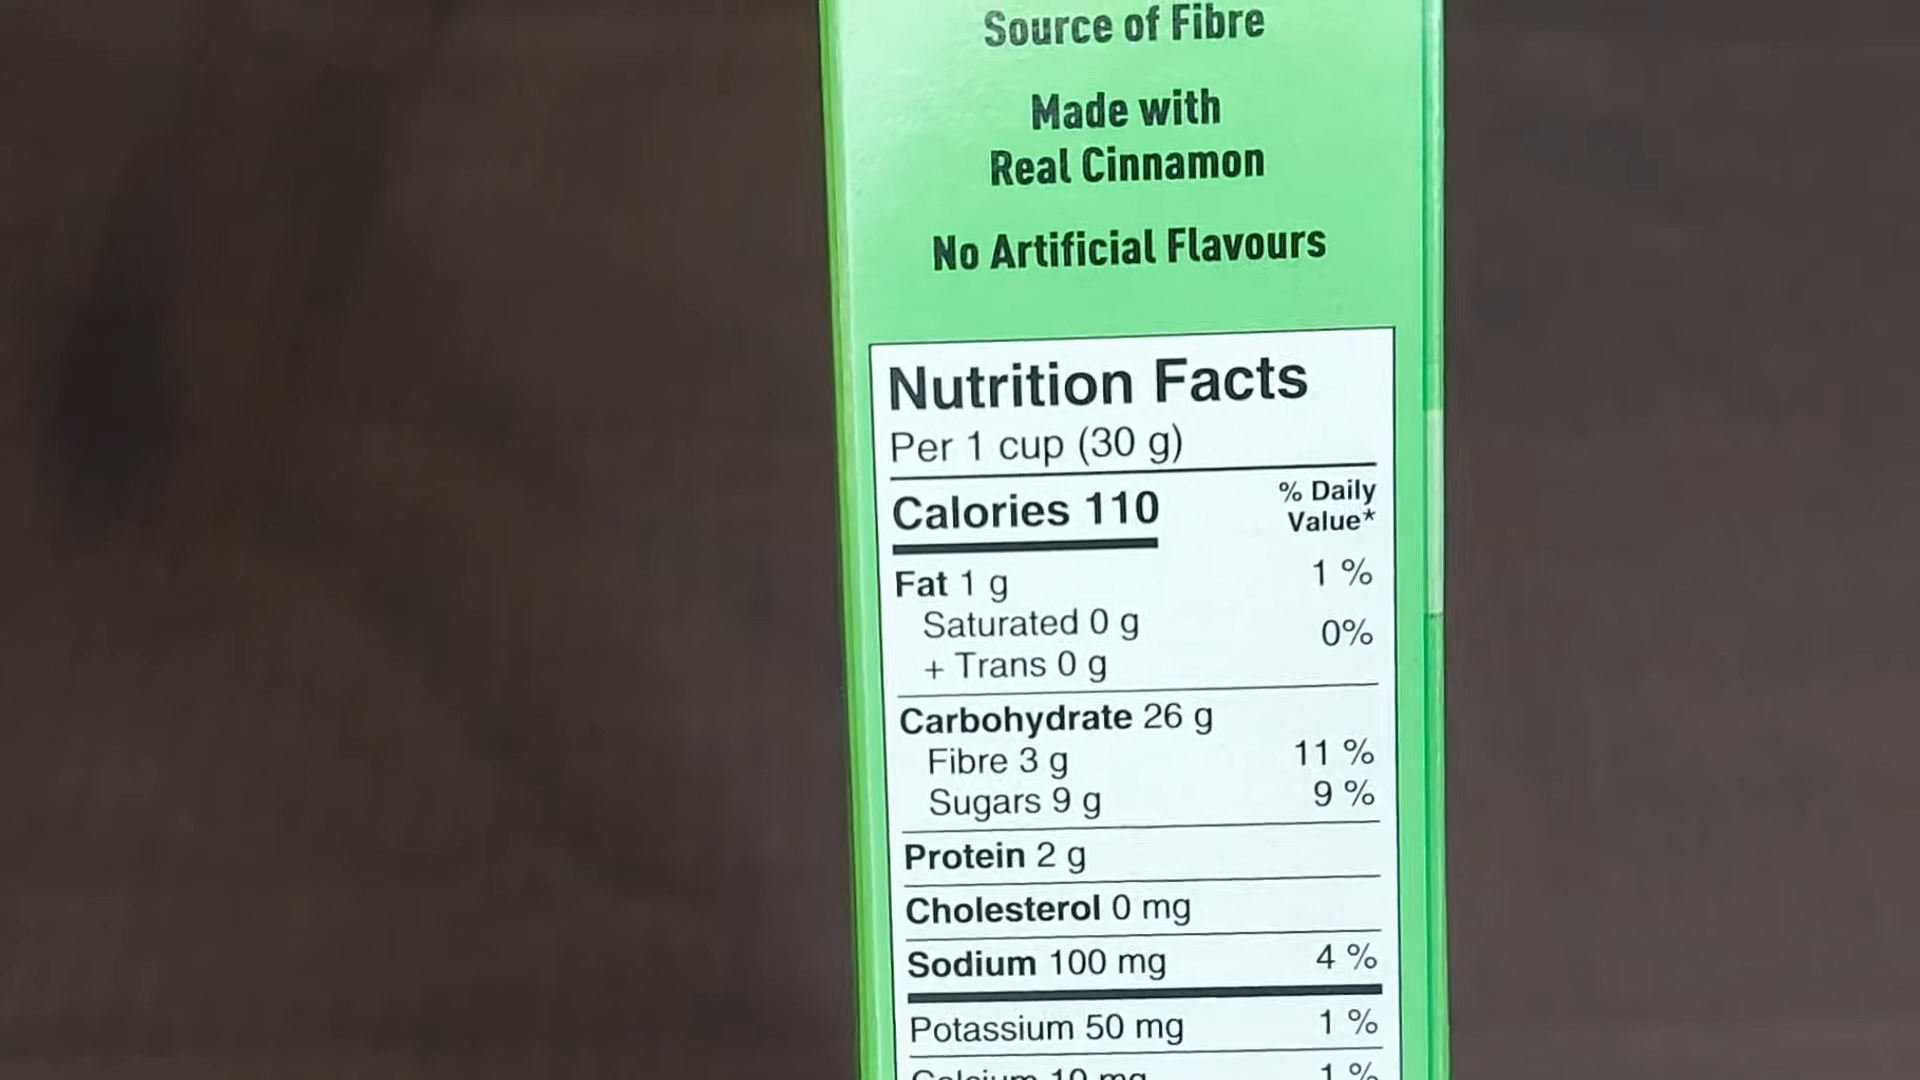 Source of Fibre
Made with
Real Cinnamon
No Artificial Flavours
Nutrition Facts
Per 1 cup (30 g)
Calories 110
% Daily
Value*
Fat 1 g 1 %
Saturated 0 g 0%
+ Trans 0 g
Carbohydrate 26 g
Fibre 3 g 11 %
Sugars 9 g 9 %
Protein 2 g
Cholesterol 0 mg
Sodium 100 mg 4 %
Potassium 50 mg 1 %
Calcium 10 mg 1 %